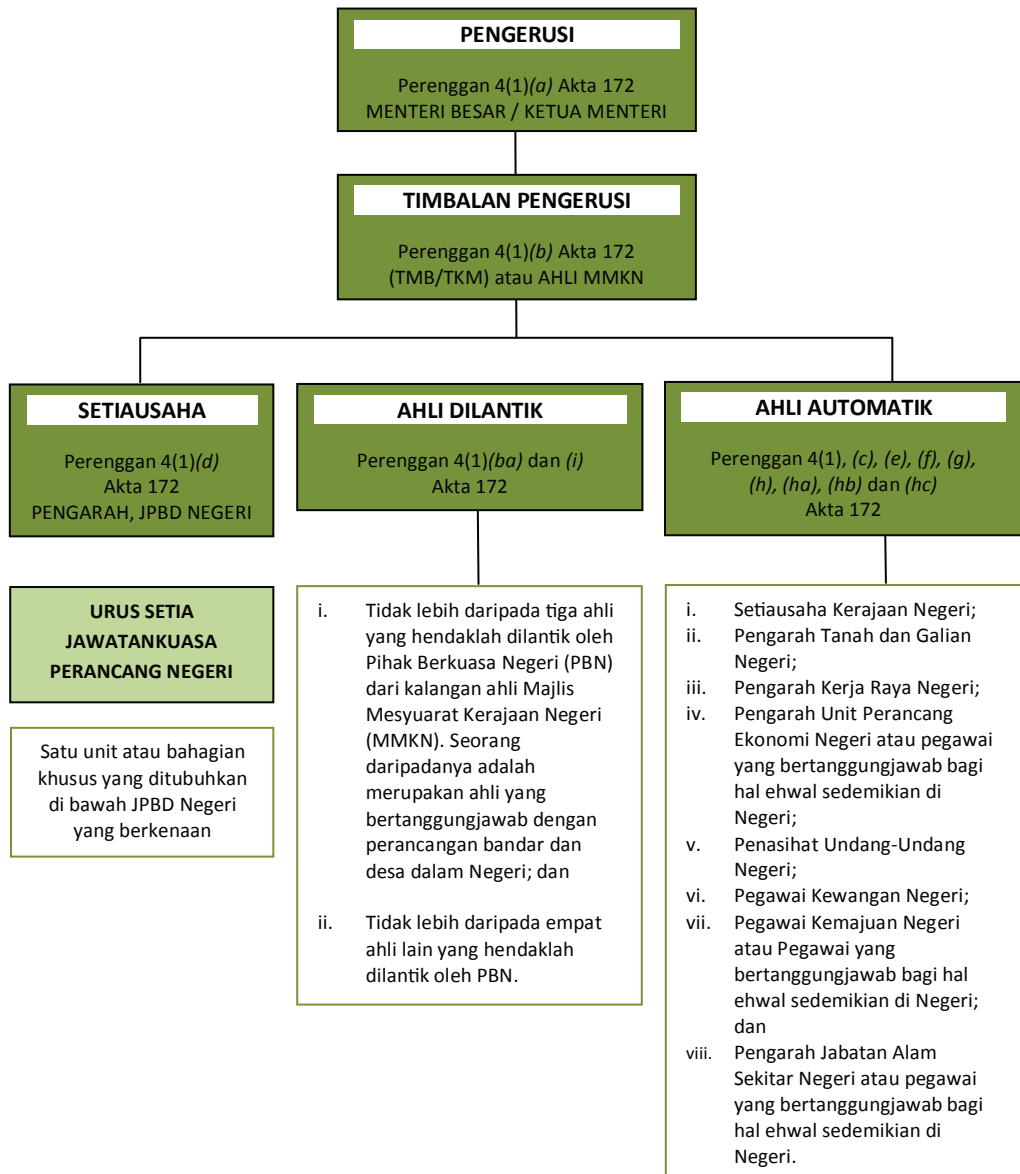 PENGERUSI
Perenggan 4(1)(a) Akta 172
MENTERI BESAR / KETUA MENTERI
TIMBALAN PENGERUSI
Perenggan 4(1)(b) Akta 172
(TMB/TKM) atau AHLI MMKN
SETIAUSAHA
Perenggan 4(1)(d)
Akta 172
PENGARAH, JPBD NEGERI
URUS SETIA
JAWATANKUASA
PERANCANG NEGERI
Satu unit atau bahagian
khusus yang ditubuhkan
di bawah JPBD Negeri
yang berkenaan
AHLI DILANTIK
Perenggan 4(1)(ba) dan (i)
Akta 172
i. Tidak lebih daripada tiga ahli
yang hendaklah dilantik oleh
Pihak Berkuasa Negeri (PBN)
dari kalangan ahli Majlis
Mesyuarat Kerajaan Negeri
(MMKN). Seorang
daripadanya adalah
merupakan ahli yang
bertanggungjawab dengan
perancangan bandar dan
desa dalam Negeri; dan
ii. Tidak lebih daripada empat
ahli lain yang hendaklah
dilantik oleh PBN.
AHLI AUTOMATIK
Perenggan 4(1), (c), (e), (f), (g),
(h), (ha), (hb) dan (hc)
Akta 172
i. Setiausaha Kerajaan Negeri;
ii. Pengarah Tanah dan Galian
Negeri;
iii. Pengarah Kerja Raya Negeri;
iv. Pengarah Unit Perancang
Ekonomi Negeri atau pegawai
yang bertanggungjawab bagi
hal ehwal sedemikian di
Negeri;
v. Penasihat Undang-Undang
Negeri;
vi. Pegawai Kewangan Negeri;
vii. Pegawai Kemajuan Negeri
atau Pegawai yang
bertanggungjawab bagi hal
ehwal sedemikian di Negeri;
dan
viii. Pengarah Jabatan Alam
Sekitar Negeri atau pegawai
yang bertanggungjawab bagi
hal ehwal sedemikian di
Negeri.